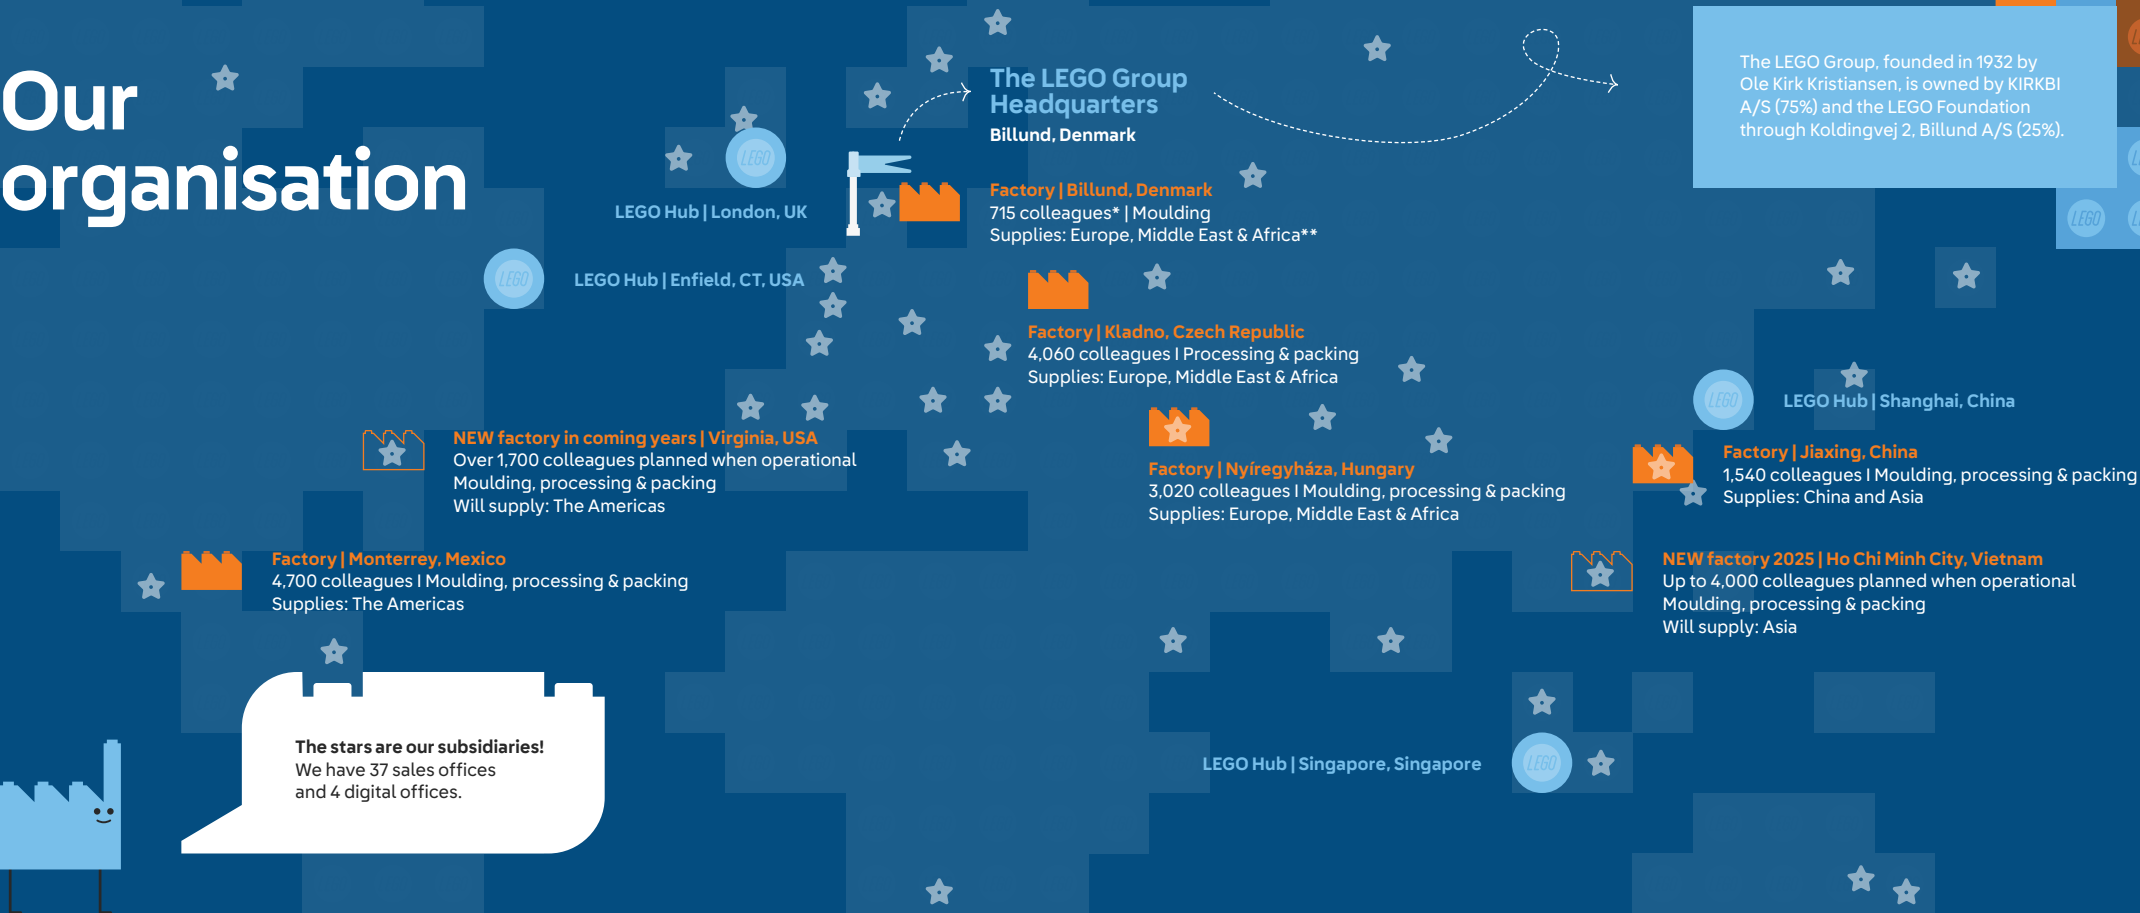 Our
organisation
The LEGO Group
Headquarters
Billund, Denmark
The LEGO Group, founded in 1932 by
Ole Kirk Kristiansen, is owned by KIRKBI
A/S (75%) and the LEGO Foundation
through Koldingvej 2, Billund A/S (25%).
LEGO
LEGO Hub | London, UK
Factory | Billund, Denmark
715 colleagues* | Moulding
Supplies: Europe, Middle East & Africa**
LEGO
LEGO
LEGO Hub | Enfield, CT, USA
Factory | Kladno, Czech Republic
4,060 colleagues I Processing & packing
Supplies: Europe, Middle East & Africa
LEGO
LEGO Hub | Shanghai, China
NEW factory in coming years | Virginia, USA
Over 1,700 colleagues planned when operational
Moulding, processing & packing
Will supply: The Americas
Factory | Nyíregyháza, Hungary
3,020 colleagues I Moulding, processing & packing
Supplies: Europe, Middle East & Africa
Factory | Jiaxing, China
1,540 colleagues I Moulding, processing & packing
Supplies: China and Asia
Factory | Monterrey, Mexico
4,700 colleagues I Moulding, processing & packing
Supplies: The Americas
NEW factory 2025 | Ho Chi Minh City, Vietnam
Up to 4,000 colleagues planned when operational
Moulding, processing & packing
Will supply: Asia
The stars are our subsidiaries!
We have 37 sales offices
and 4 digital offices.
LEGO Hub | Singapore, Singapore
LEGO